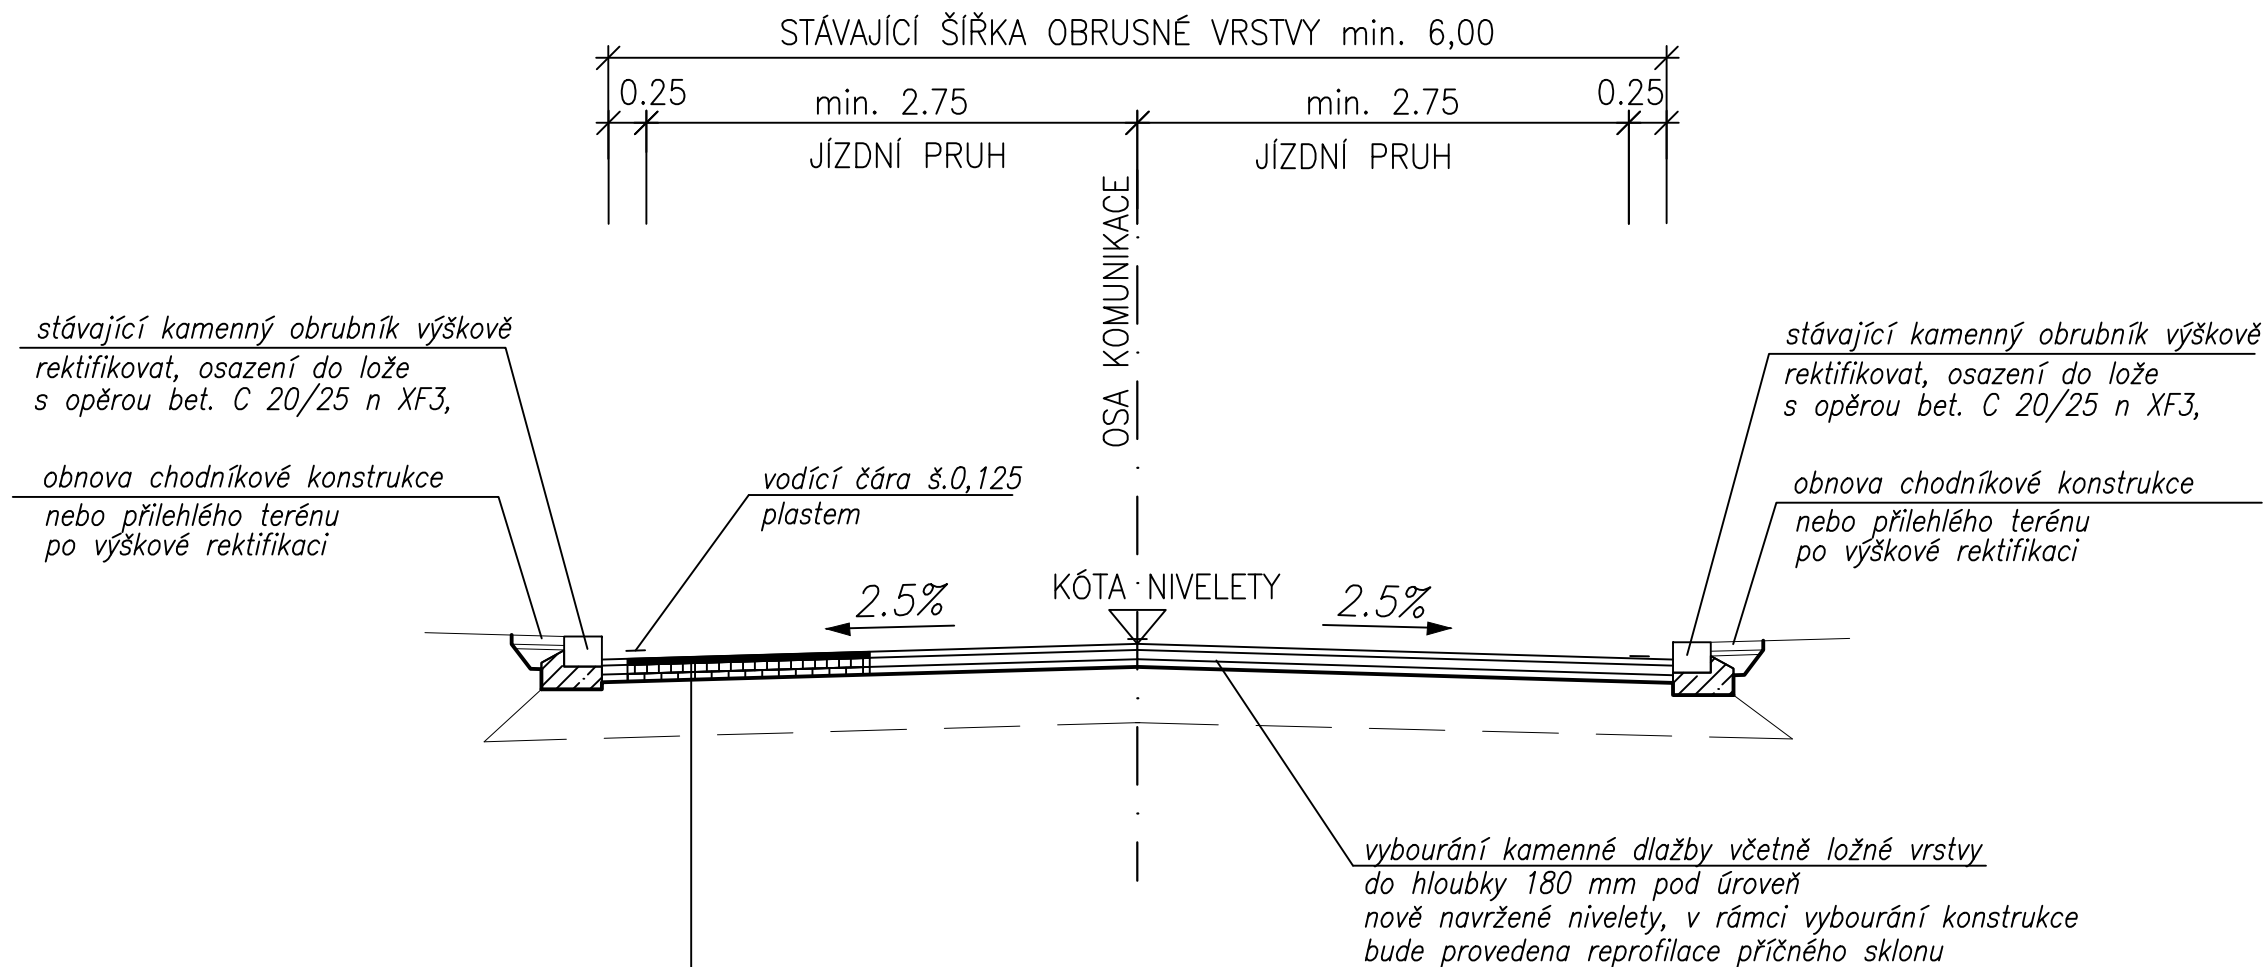 STÁVAJÍCÍ ŠÍŘKA OBRUSNÉ VRSTVY min. 6,00
0.25
min. 2.75
min. 2.75
0.25
JÍZDNÍ PRUH
JÍZDNÍ PRUH
OSA KOMUNIKACE
stávající kamenný obrubník výškově
rektifikovat, osazení do lože
s opěrou bet. C 20/25 n XF3,
stávající kamenný obrubník výškově
rektifikovat, osazení do lože
s opěrou bet. C 20/25 n XF3,
obnova chodníkové konstrukce
nebo přilehlého terénu
po výškové rektifikaci
vodící čára š.0,125
plastem
obnova chodníkové konstrukce
nebo přilehlého terénu
po výškové rektifikaci
KÓTA NIVELETY
2.5%
2.5%
vybourání kamenné dlažby včetně ložné vrstvy
do hloubky 180 mm pod úroveň
nově navržené nivelety, v rámci vybourání konstrukce
bude provedena reprofilace příčného sklonu